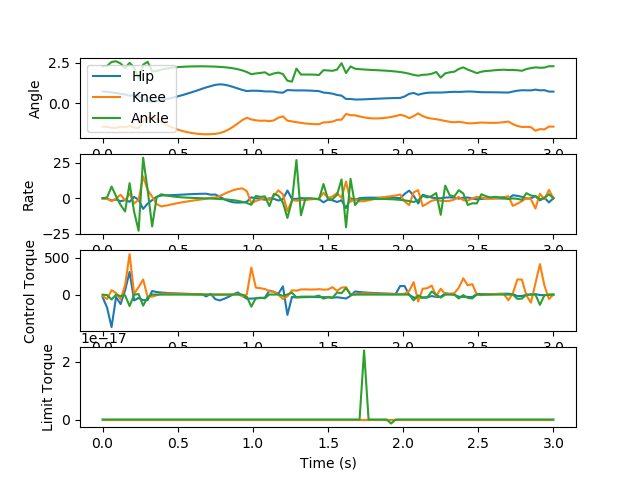 2.5
0.0
Angle
Hip
Knee
Ankle
0.0 0.5 1.0 1.5 2.0 2.5 3.0
25
0
−25
Rate
0.0 0.5 1.0 1.5 2.0 2.5 3.0
500
0
Control Torque
0.0 0.5 1.0 1.5 2.0 2.5 3.0
1e−17
2
0
Limit Torque
0.0 0.5 1.0 1.5 2.0 2.5 3.0
Time (s)